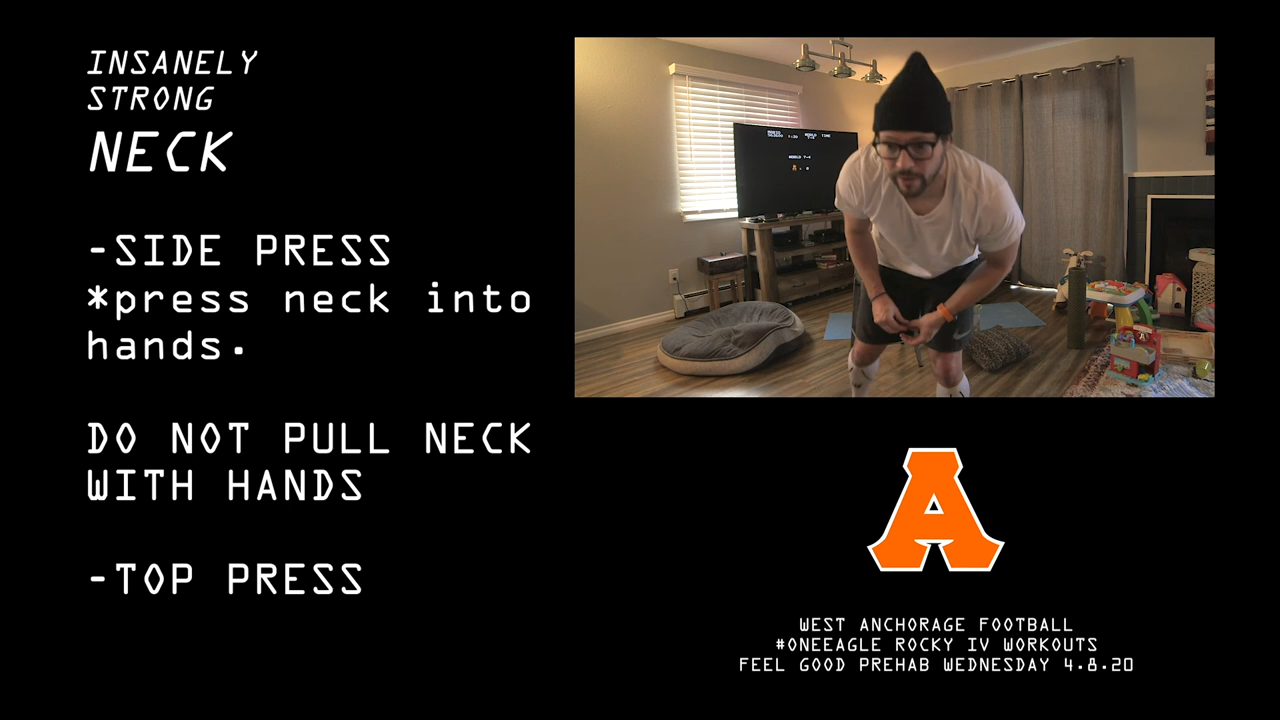 INSANELY
STRONG
NECK
-SIDE PRESS
*press neck into
hands.
DO NOT PULL NECK
WITH HANDS
-TOP PRESS
A
WEST ANCHORAGE FOOTBALL
#ONEEAGLE ROCKY IV WORKOUTS
FEEL GOOD PREHAB WEDNESDAY 4.8.20